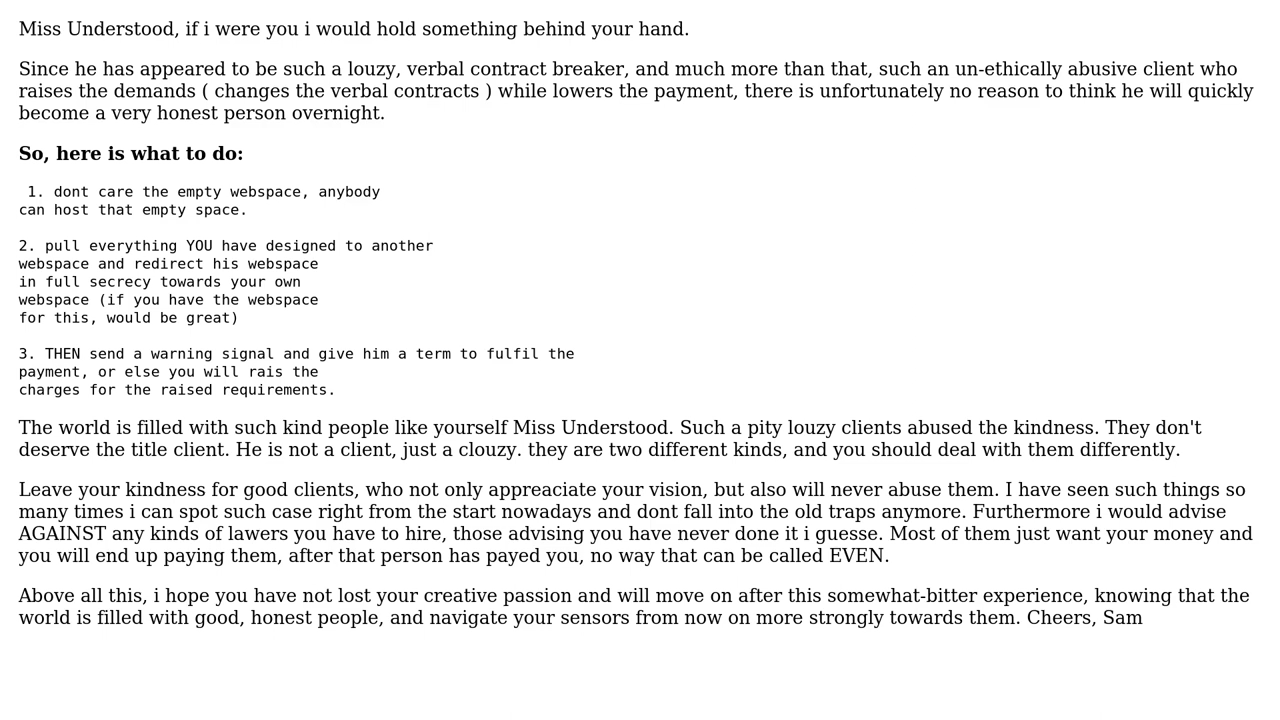 Miss Understood, if i were you i would hold something behind your hand.
Since he has appeared to be such a louzy, verbal contract breaker, and much more than that, such an un-ethically abusive client who
raises the demands ( changes the verbal contracts ) while lowers the payment, there is unfortunately no reason to think he will quickly
become a very honest person overnight.
So, here is what to do:
1. dont care the empty webspace, anybody
can host that empty space.
2. pull everything YOU have designed to another
webspace and redirect his webspace
in full secrecy towards your own
webspace (if you have the webspace
for this, would be great)
3. THEN send a warning signal and give him a term to fulfil the
payment, or else you will rais the
charges for the raised requirements.
The world is filled with such kind people like yourself Miss Understood. Such a pity louzy clients abused the kindness. They don't
deserve the title client. He is not a client, just a clouzy. they are two different kinds, and you should deal with them differently.
Leave your kindness for good clients, who not only appreaciate your vision, but also will never abuse them. I have seen such things so
many times i can spot such case right from the start nowadays and dont fall into the old traps anymore. Furthermore i would advise
AGAINST any kinds of lawers you have to hire, those advising you have never done it i guesse. Most of them just want your money and
you will end up paying them, after that person has payed you, no way that can be called EVEN.
Above all this, i hope you have not lost your creative passion and will move on after this somewhat-bitter experience, knowing that the
world is filled with good, honest people, and navigate your sensors from now on more strongly towards them. Cheers, Sam